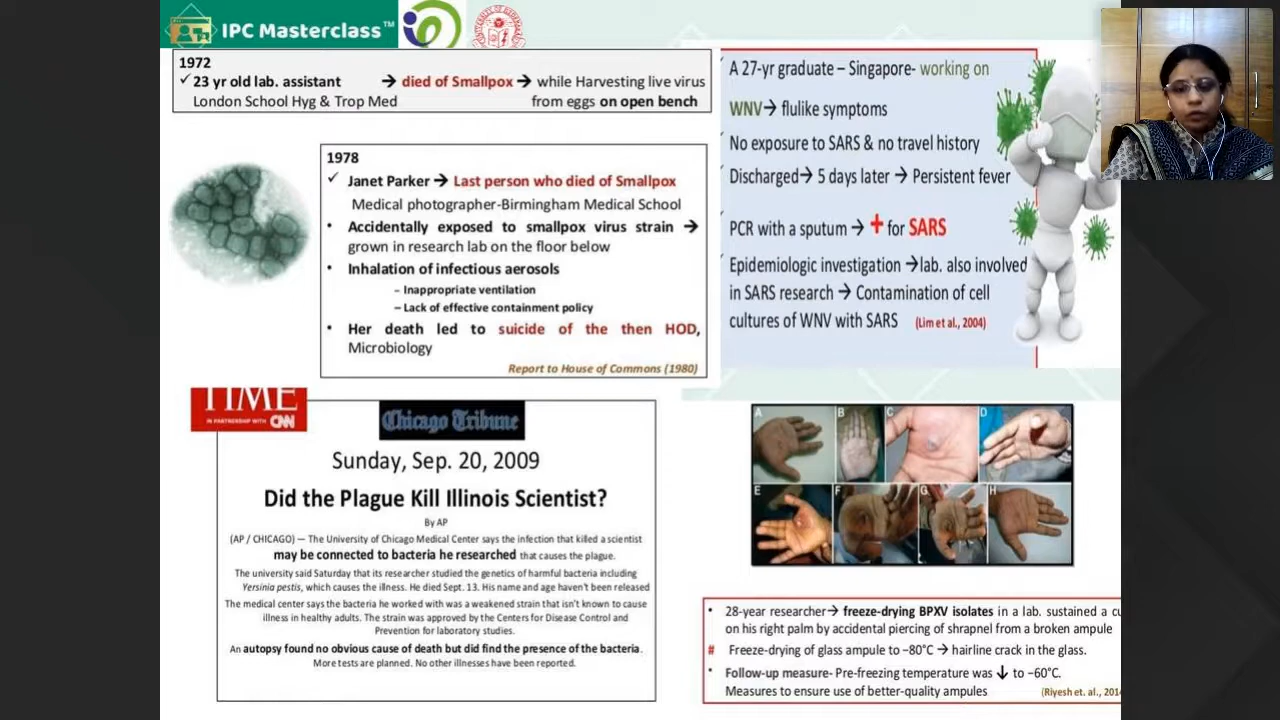 IPC Masterclass™
1972
✓23 yr old lab. assistant → died of Smallpox → while Harvesting live virus
London School Hyg & Trop Med from eggs on open bench
1978
✓ Janet Parker → Last person who died of Smallpox
Medical photographer-Birmingham Medical School
• Accidentally exposed to smallpox virus strain →
grown in research lab on the floor below
• Inhalation of infectious aerosols
– Inappropriate ventilation
– Lack of effective containment policy
• Her death led to suicide of the then HOD,
Microbiology
Report to House of Commons (1980)
A 27-yr graduate – Singapore- working on
WNV→ flulike symptoms
No exposure to SARS & no travel history
Discharged→ 5 days later → Persistent fever
PCR with a sputum → + for SARS
Epidemiologic investigation →lab. also involved
in SARS research → Contamination of cell
cultures of WNV with SARS (Lim et al., 2004)
TIME
IN PARTNERSHIP WITH CNN
Chicago Tribune
Sunday, Sep. 20, 2009
Did the Plague Kill Illinois Scientist?
By AP
(AP / CHICAGO) — The University of Chicago Medical Center says the infection that killed a scientist
may be connected to bacteria he researched that causes the plague.
The university said Saturday that its researcher studied the genetics of harmful bacteria including
Yersinia pestis, which causes the illness. He died Sept. 13. His name and age haven't been released
The medical center says the bacteria he worked with was a weakened strain that isn't known to cause
illness in healthy adults. The strain was approved by the Centers for Disease Control and
Prevention for laboratory studies.
An autopsy found no obvious cause of death but did find the presence of the bacteria.
More tests are planned. No other illnesses have been reported.
A B C D
E F G H
• 28-year researcher→ freeze-drying BPXV isolates in a lab. sustained a cu
on his right palm by accidental piercing of shrapnel from a broken ampule
# Freeze-drying of glass ampule to −80°C → hairline crack in the glass.
• Follow-up measure- Pre-freezing temperature was ↓ to −60°C.
Measures to ensure use of better-quality ampules (Riyesh et. al., 201